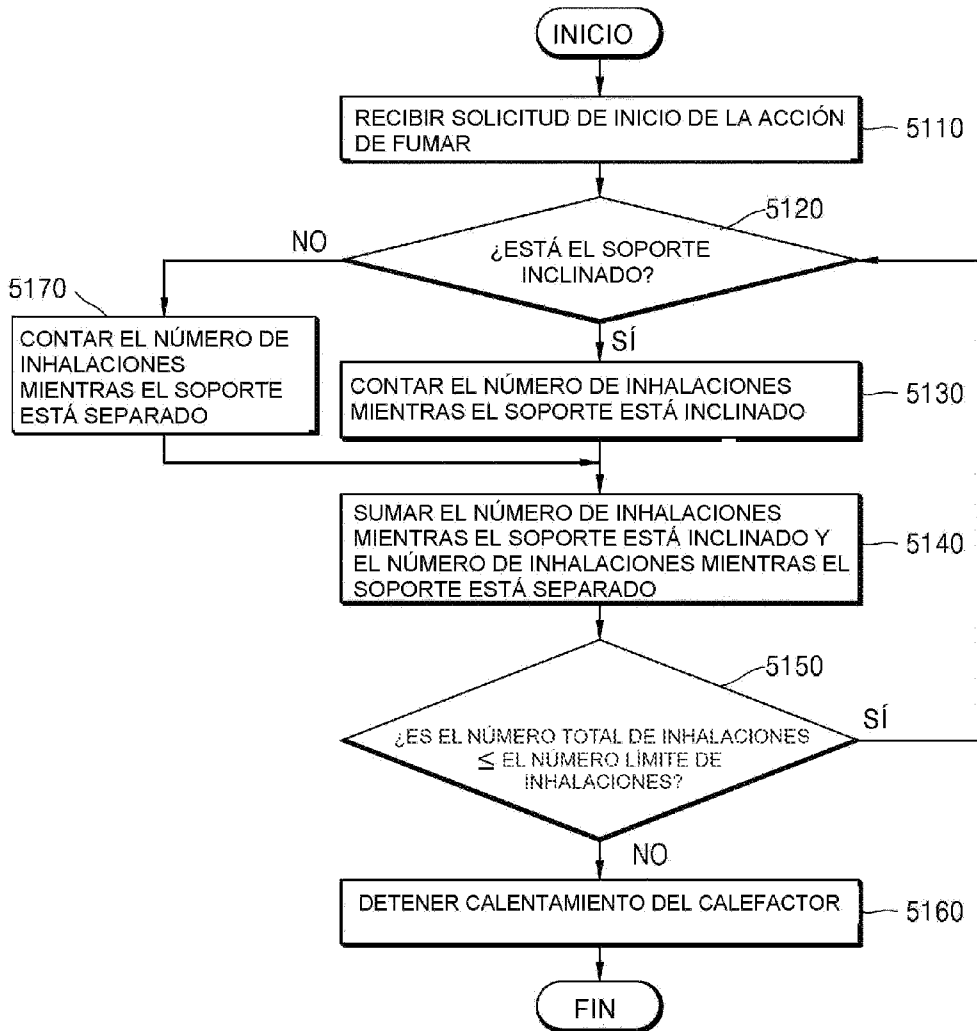 INICIO
RECIBIR SOLICITUD DE INICIO DE LA ACCIÓN
DE FUMAR
5110
5120
¿ESTÁ EL SOPORTE
INCLINADO?
NO
SÍ
5170
CONTAR EL NÚMERO DE
INHALACIONES
MIENTRAS EL SOPORTE
ESTÁ SEPARADO
CONTAR EL NÚMERO DE INHALACIONES
MIENTRAS EL SOPORTE ESTÁ INCLINADO
5130
SUMAR EL NÚMERO DE INHALACIONES
MIENTRAS EL SOPORTE ESTÁ INCLINADO Y
EL NÚMERO DE INHALACIONES MIENTRAS EL
SOPORTE ESTÁ SEPARADO
5140
5150
¿ES EL NÚMERO TOTAL DE INHALACIONES
≤ EL NÚMERO LÍMITE DE
INHALACIONES?
SÍ
NO
DETENER CALENTAMIENTO DEL CALEFACTOR
5160
FIN